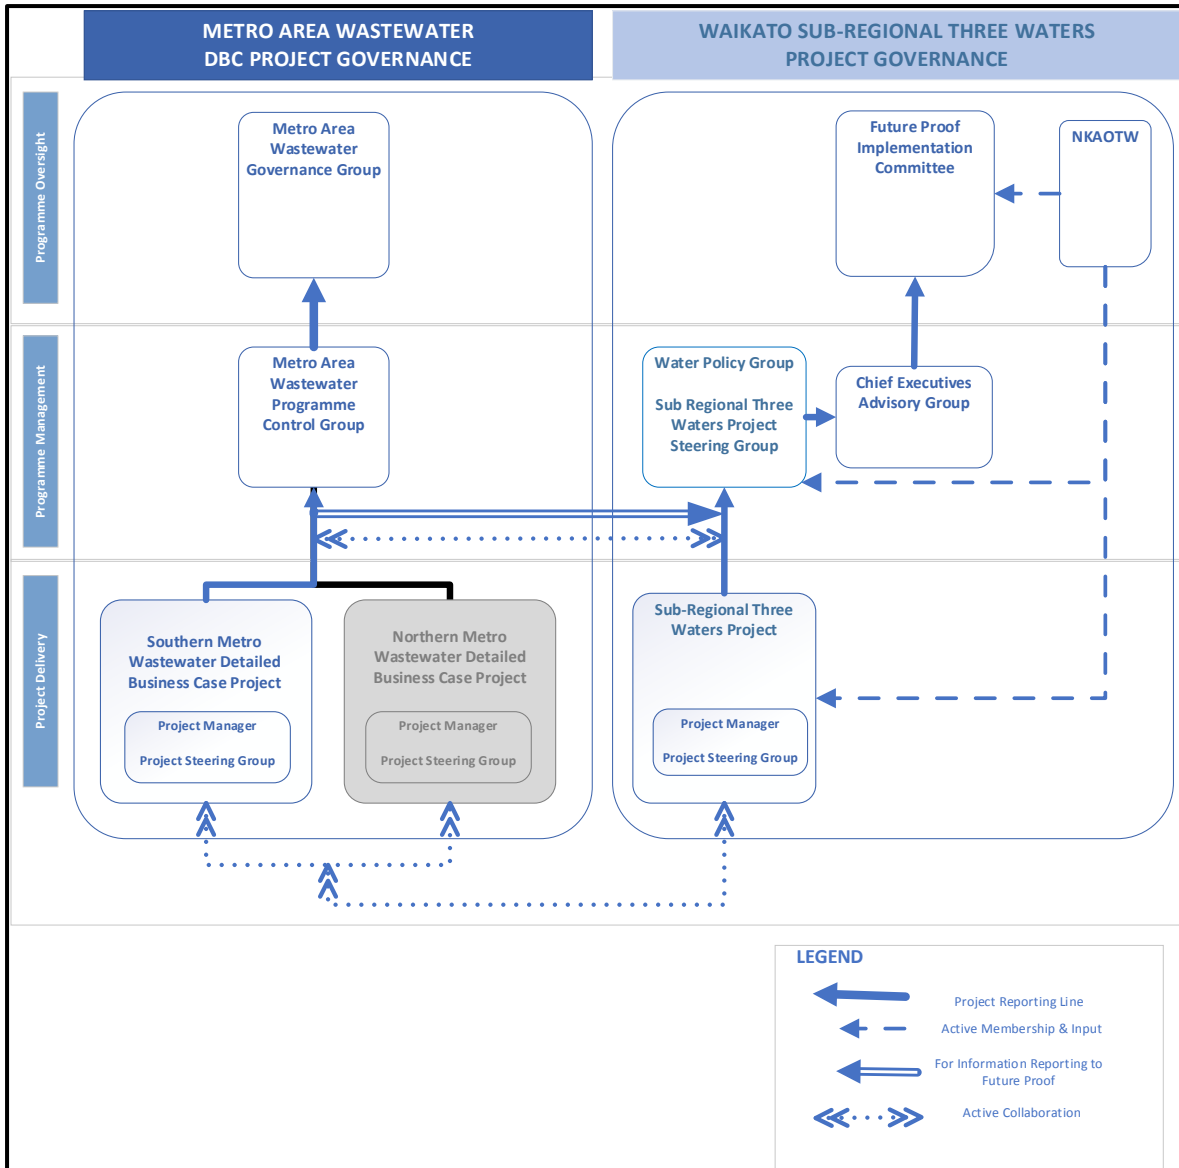 METRO AREA WASTEWATER
DBC PROJECT GOVERNANCE
WAIKATO SUB-REGIONAL THREE WATERS
PROJECT GOVERNANCE
Programme Oversight
Metro Area
Wastewater
Governance Group
Future Proof
Implementation
Committee
NKAOTW
Programme Management
Metro Area
Wastewater
Programme
Control Group
Water Policy Group
Sub Regional Three
Waters Project
Steering Group
Chief Executives
Advisory Group
Project Delivery
Southern Metro
Wastewater Detailed
Business Case Project
Project Manager
Project Steering Group
Northern Metro
Wastewater Detailed
Business Case Project
Project Manager
Project Steering Group
Sub-Regional Three
Waters Project
Project Manager
Project Steering Group
LEGEND
Project Reporting Line
Active Membership & Input
For Information Reporting to
Future Proof
Active Collaboration